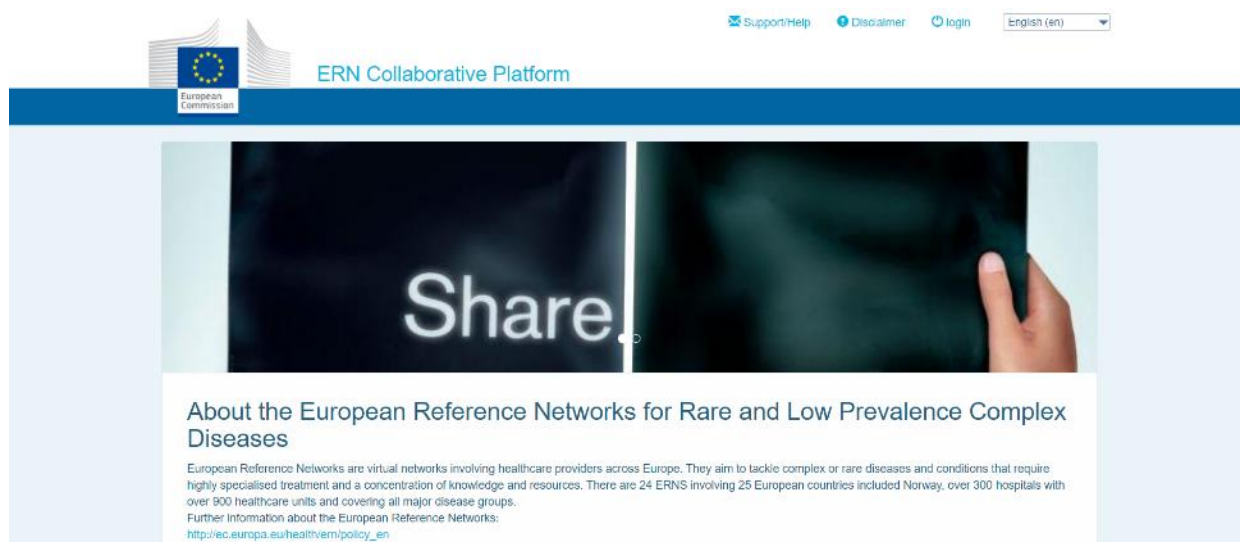 Support/Help Disclaimer login English (en)
European
Commission
ERN Collaborative Platform
Share
About the European Reference Networks for Rare and Low Prevalence Complex
Diseases
European Reference Networks are virtual networks involving healthcare providers across Europe. They aim to tackle complex or rare diseases and conditions that require
highly specialised treatment and a concentration of knowledge and resources. There are 24 ERNS involving 25 European countries included Norway, over 300 hospitals with
over 900 healthcare units and covering all major disease groups.
Further Information about the European Reference Networks:
http://ec.europa.eu/health/ern/policy_en